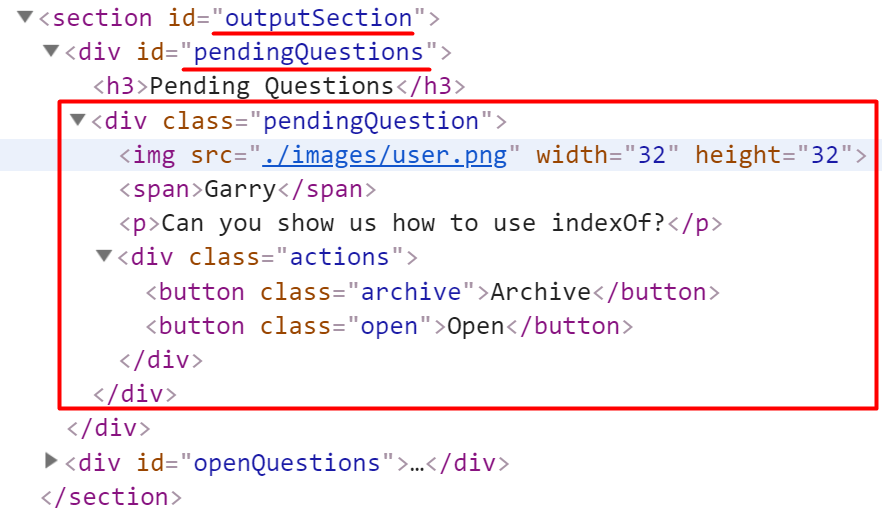 ▼<section id="outputSection">
▼<div id="pendingQuestions">
<h3>Pending Questions</h3>
▼<div class="pendingQuestion">
<img src="./images/user.png" width="32" height="32">
<span>Garry</span>
<p>Can you show us how to use indexOf?</p>
▼<div class="actions">
<button class="archive">Archive</button>
<button class="open">Open</button>
</div>
</div>
</div>
▶<div id="openQuestions">…</div>
</section>